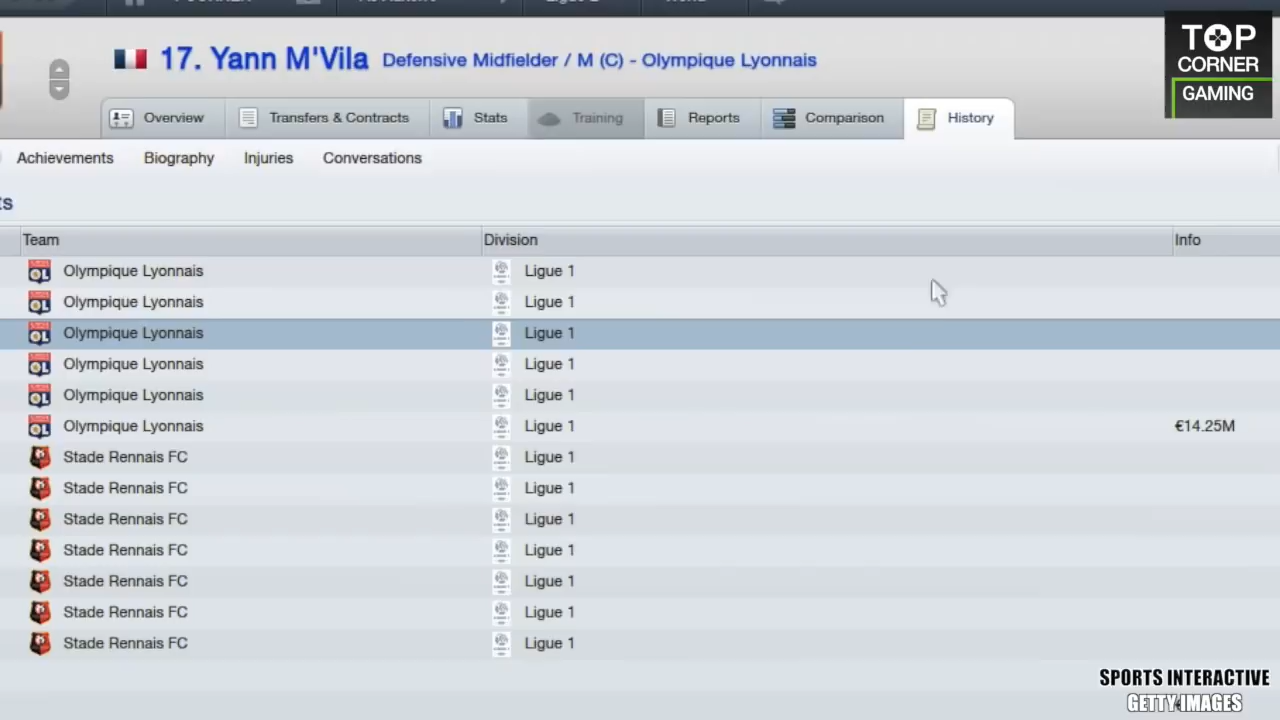 TOP
CORNER
GAMING
17. Yann M'Vila Defensive Midfielder / M (C) - Olympique Lyonnais
Overview Transfers & Contracts Stats Training Reports Comparison History
Achievements Biography Injuries Conversations
Team Division Info
Olympique Lyonnais Ligue 1
Olympique Lyonnais Ligue 1
Olympique Lyonnais Ligue 1
Olympique Lyonnais Ligue 1
Olympique Lyonnais Ligue 1
Olympique Lyonnais Ligue 1 €14.25M
Stade Rennais FC Ligue 1
Stade Rennais FC Ligue 1
Stade Rennais FC Ligue 1
Stade Rennais FC Ligue 1
Stade Rennais FC Ligue 1
Stade Rennais FC Ligue 1
Stade Rennais FC Ligue 1
SPORTS INTERACTIVE
GETTY IMAGES